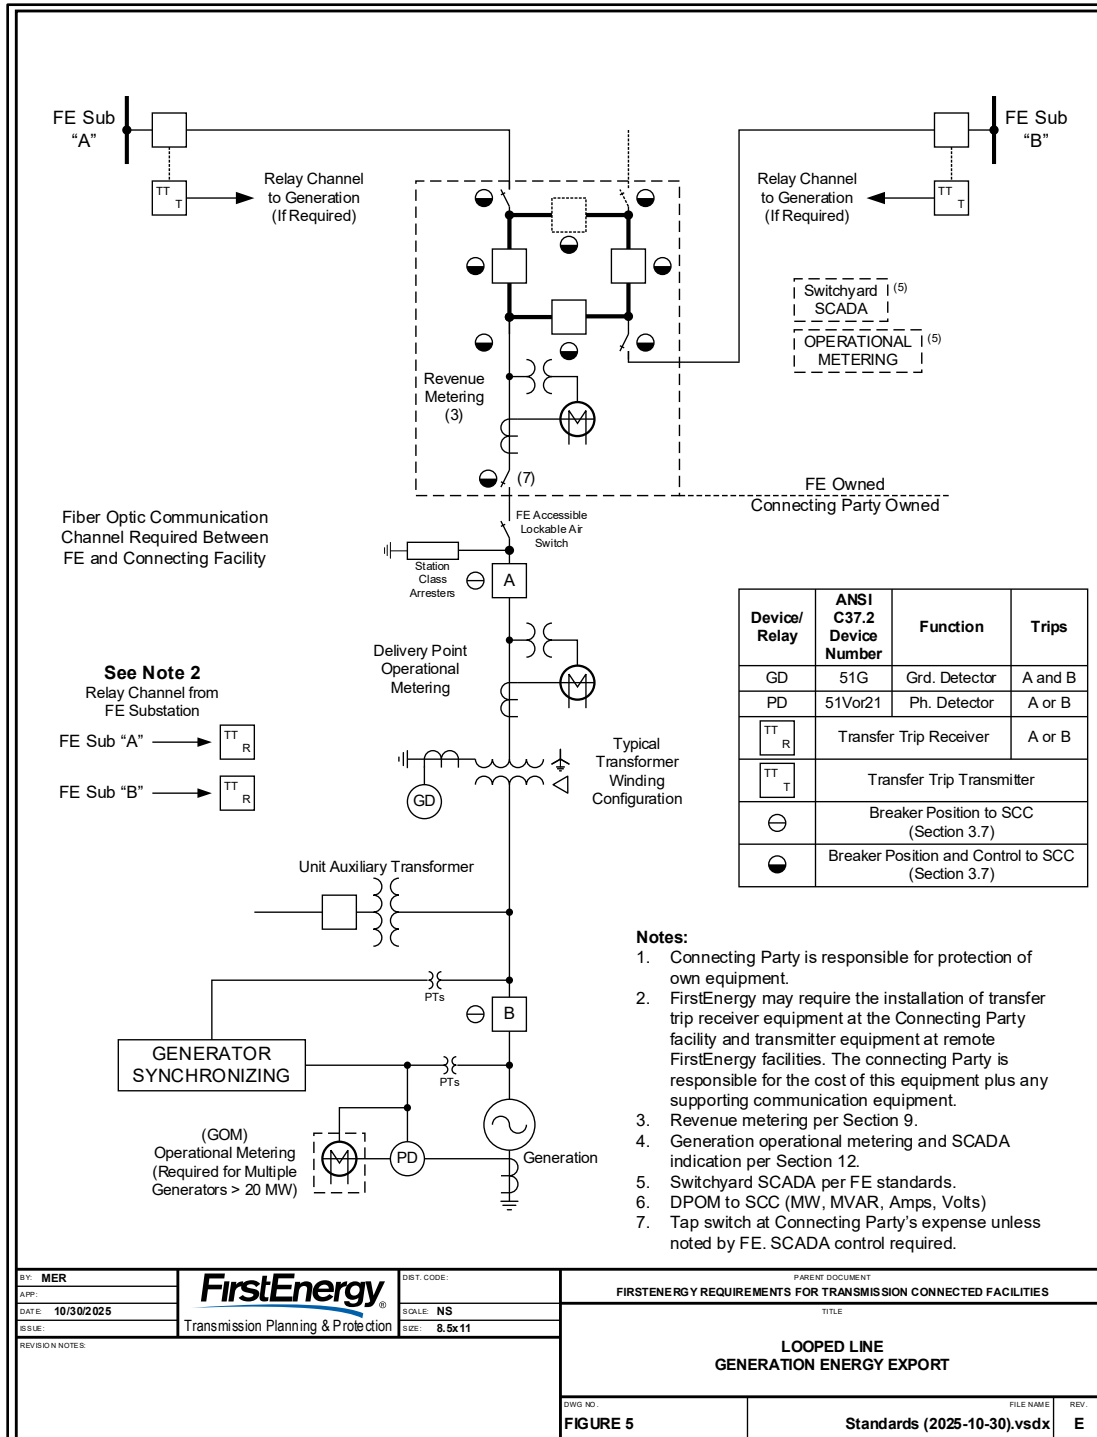 FE Sub
“A”
TT
T
Relay Channel
to Generation
(If Required)
FE Sub
“B”
TT
T
Relay Channel
to Generation
(If Required)
Switchyard (5)
SCADA
OPERATIONAL (5)
METERING
Revenue
Metering
(3)
M
(7)
FE Owned
Connecting Party Owned
Fiber Optic Communication
Channel Required Between
FE and Connecting Facility
FE Accessible
Lockable Air
Switch
Station
Class
Arresters
A
Delivery Point
Operational
Metering
M
See Note 2
Relay Channel from
FE Substation
FE Sub “A”
TT
R
FE Sub “B”
TT
R
GD
Typical
Transformer
Winding
Configuration
Device/
Relay
ANSI
C37.2
Device
Number
Function
Trips
GD 51G Grd. Detector A and B
PD 51Vor21 Ph. Detector A or B
TT
R
Transfer Trip Receiver A or B
TT
T
Transfer Trip Transmitter
Breaker Position to SCC
(Section 3.7)
Breaker Position and Control to SCC
(Section 3.7)
Unit Auxiliary Transformer
PTs
B
GENERATOR
SYNCHRONIZING
PTs
(GOM)
Operational Metering
(Required for Multiple
Generators > 20 MW)
M
PD
Generation
Notes:
1. Connecting Party is responsible for protection of
own equipment.
2. FirstEnergy may require the installation of transfer
trip receiver equipment at the Connecting Party
facility and transmitter equipment at remote
FirstEnergy facilities. The connecting Party is
responsible for the cost of this equipment plus any
supporting communication equipment.
3. Revenue metering per Section 9.
4. Generation operational metering and SCADA
indication per Section 12.
5. Switchyard SCADA per FE standards.
6. DPOM to SCC (MW, MVAR, Amps, Volts)
7. Tap switch at Connecting Party’s expense unless
noted by FE. SCADA control required.
BY: MER
APP:
DATE: 10/30/2025
ISSUE:
REVISION NOTES:
FirstEnergy®
Transmission Planning & Protection
DIST. CODE:
SCALE: NS
SIZE: 8.5x11
PARENT DOCUMENT
FIRSTENERGY REQUIREMENTS FOR TRANSMISSION CONNECTED FACILITIES
TITLE
LOOPED LINE
GENERATION ENERGY EXPORT
DWG NO.
FIGURE 5
FILE NAME
Standards (2025-10-30).vsdx
REV.
E